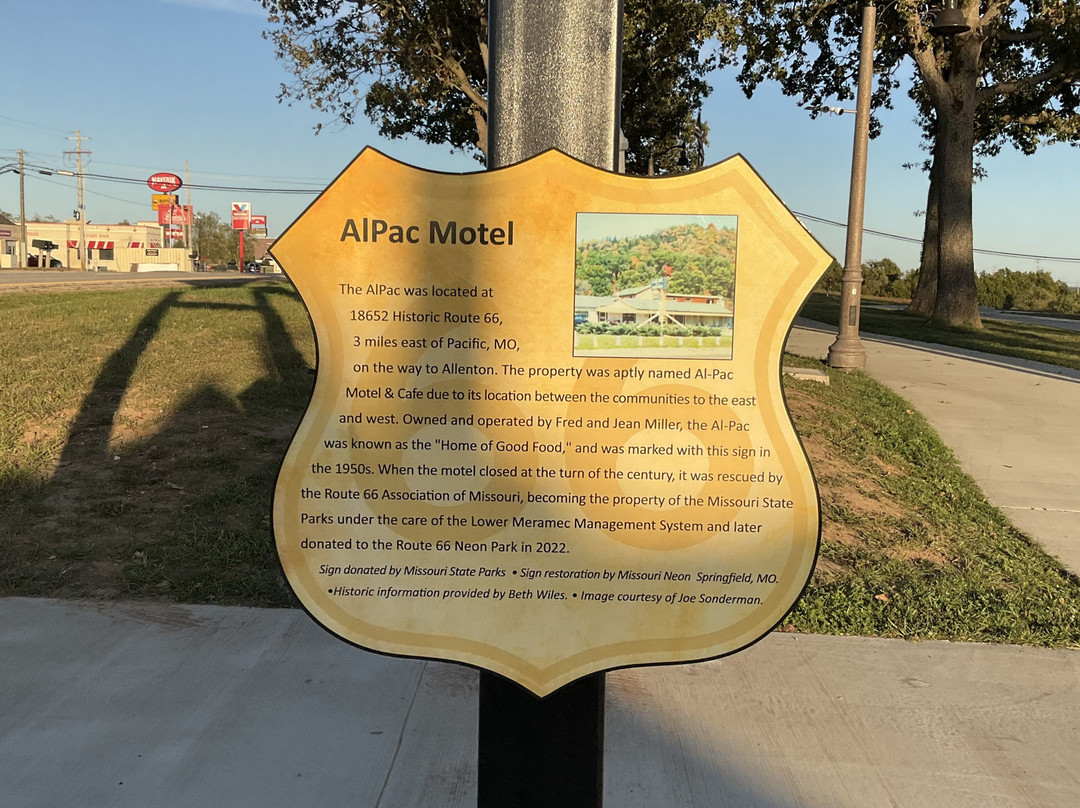 AlPac Motel
The AlPac was located at
18652 Historic Route 66,
3 miles east of Pacific, MO,
on the way to Allenton. The property was aptly named Al-Pac
Motel & Cafe due to its location between the communities to the east
and west. Owned and operated by Fred and Jean Miller, the Al-Pac
was known as the "Home of Good Food," and was marked with this sign in
the 1950s. When the motel closed at the turn of the century, it was rescued by
the Route 66 Association of Missouri, becoming the property of the Missouri State
Parks under the care of the Lower Meramec Management System and later
donated to the Route 66 Neon Park in 2022.
Sign donated by Missouri State Parks • Sign restoration by Missouri Neon Springfield, MO.
•Historic information provided by Beth Wiles. • Image courtesy of Joe Sonderman.
66